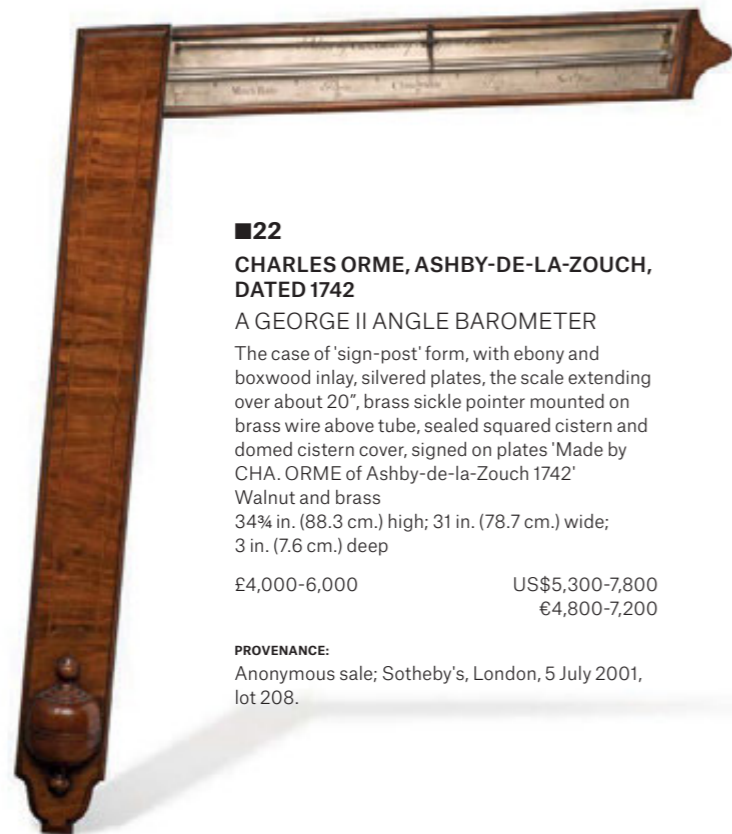 ■22
CHARLES ORME, ASHBY-DE-LA-ZOUCH,
DATED 1742
A GEORGE II ANGLE BAROMETER
The case of 'sign-post' form, with ebony and
boxwood inlay, silvered plates, the scale extending
over about 20", brass sickle pointer mounted on
brass wire above tube, sealed squared cistern and
domed cistern cover, signed on plates 'Made by
CHA. ORME of Ashby-de-la-Zouch 1742'
Walnut and brass
34¾ in. (88.3 cm.) high; 31 in. (78.7 cm.) wide;
3 in. (7.6 cm.) deep
£4,000-6,000 US$5,300-7,800
€4,800-7,200
PROVENANCE:
Anonymous sale; Sotheby's, London, 5 July 2001,
lot 208.